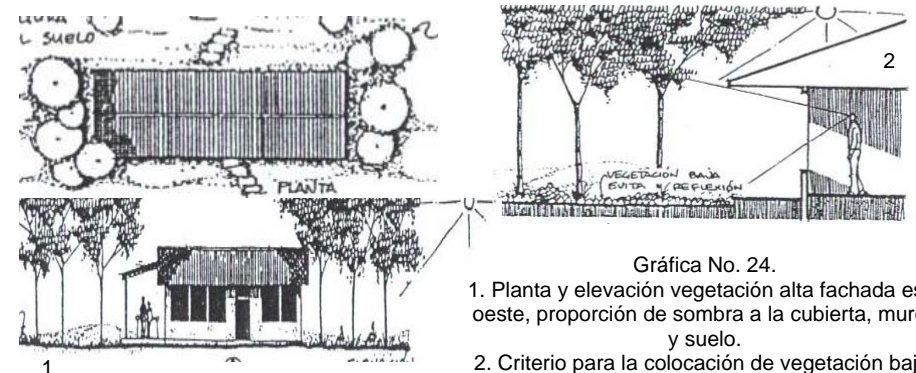 L SUELO
PLANTA
2
VEGETACION BAJA
EVITA Y REFLEXIÓN
1
Gráfica No. 24.
1. Planta y elevación vegetación alta fachada es
oeste, proporción de sombra a la cubierta, muro
y suelo.
2. Criterio para la colocación de vegetación baj